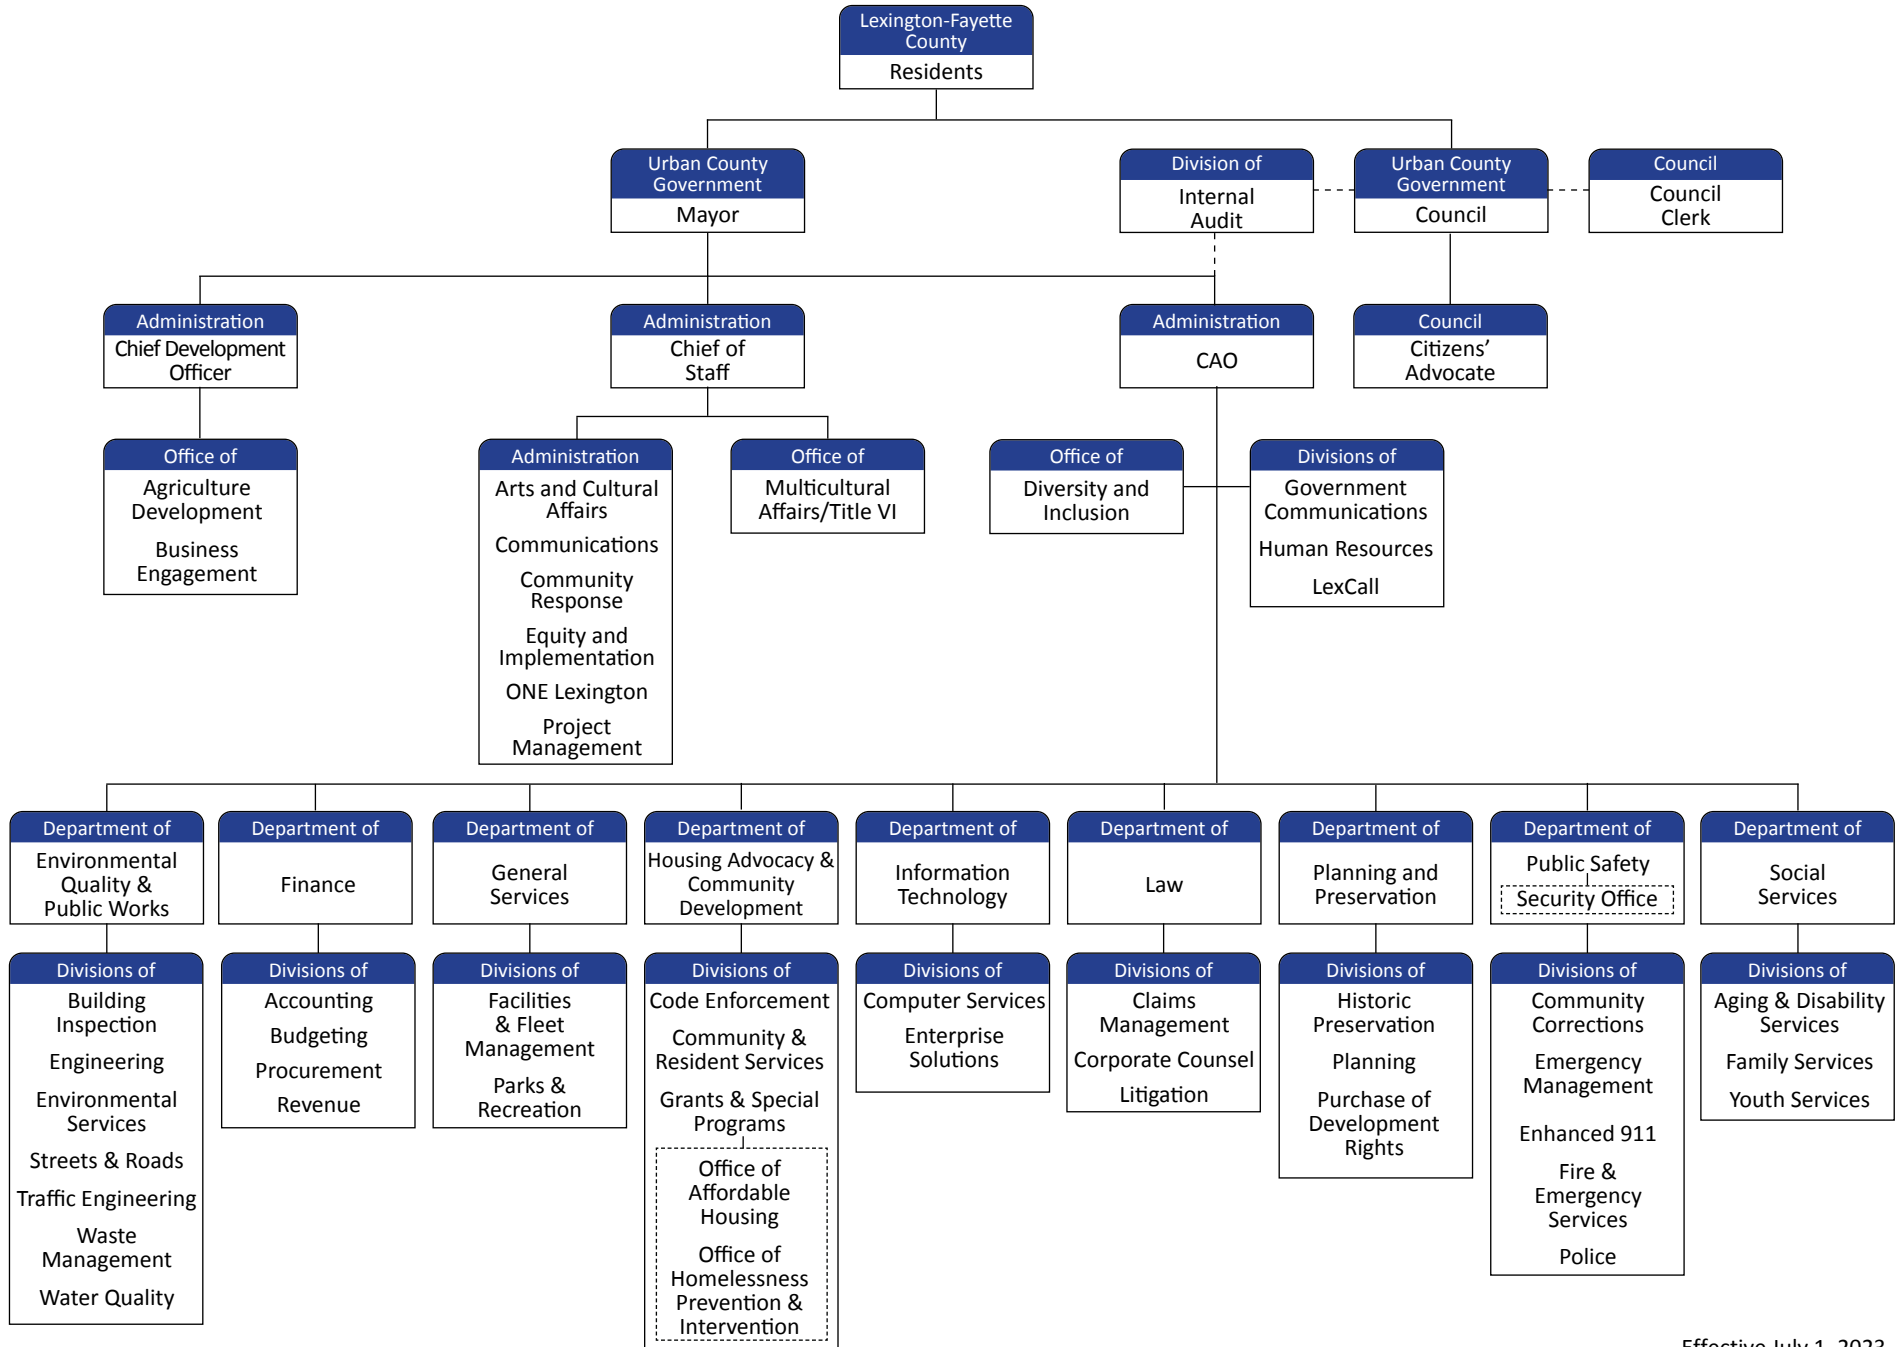 Lexington-Fayette
County
Residents
Urban County
Government
Mayor
Division of
Internal
Audit
Urban County
Government
Council
Council
Council
Clerk
Administration
Chief Development
Officer
Administration
Chief of
Staff
Administration
CAO
Council
Citizens’
Advocate
Office of
Agriculture
Development
Business
Engagement
Administration
Arts and Cultural
Affairs
Communications
Community
Response
Equity and
Implementation
ONE Lexington
Project
Management
Office of
Multicultural
Affairs/Title VI
Office of
Diversity and
Inclusion
Divisions of
Government
Communications
Human Resources
LexCall
Department of
Environmental
Quality &
Public Works
Department of
Finance
Department of
General
Services
Department of
Housing Advocacy &
Community
Development
Department of
Information
Technology
Department of
Law
Department of
Planning and
Preservation
Department of
Public Safety
Security Office
Department of
Social
Services
Divisions of
Building
Inspection
Engineering
Environmental
Services
Streets & Roads
Traffic Engineering
Waste
Management
Water Quality
Divisions of
Accounting
Budgeting
Procurement
Revenue
Divisions of
Facilities
& Fleet
Management
Parks &
Recreation
Divisions of
Code Enforcement
Community &
Resident Services
Grants & Special
Programs
Office of
Affordable
Housing
Office of
Homelessness
Prevention &
Intervention
Divisions of
Computer Services
Enterprise
Solutions
Divisions of
Claims
Management
Corporate Counsel
Litigation
Divisions of
Historic
Preservation
Planning
Purchase of
Development
Rights
Divisions of
Community
Corrections
Emergency
Management
Enhanced 911
Fire &
Emergency
Services
Police
Divisions of
Aging & Disability
Services
Family Services
Youth Services
Effective July 1, 2023